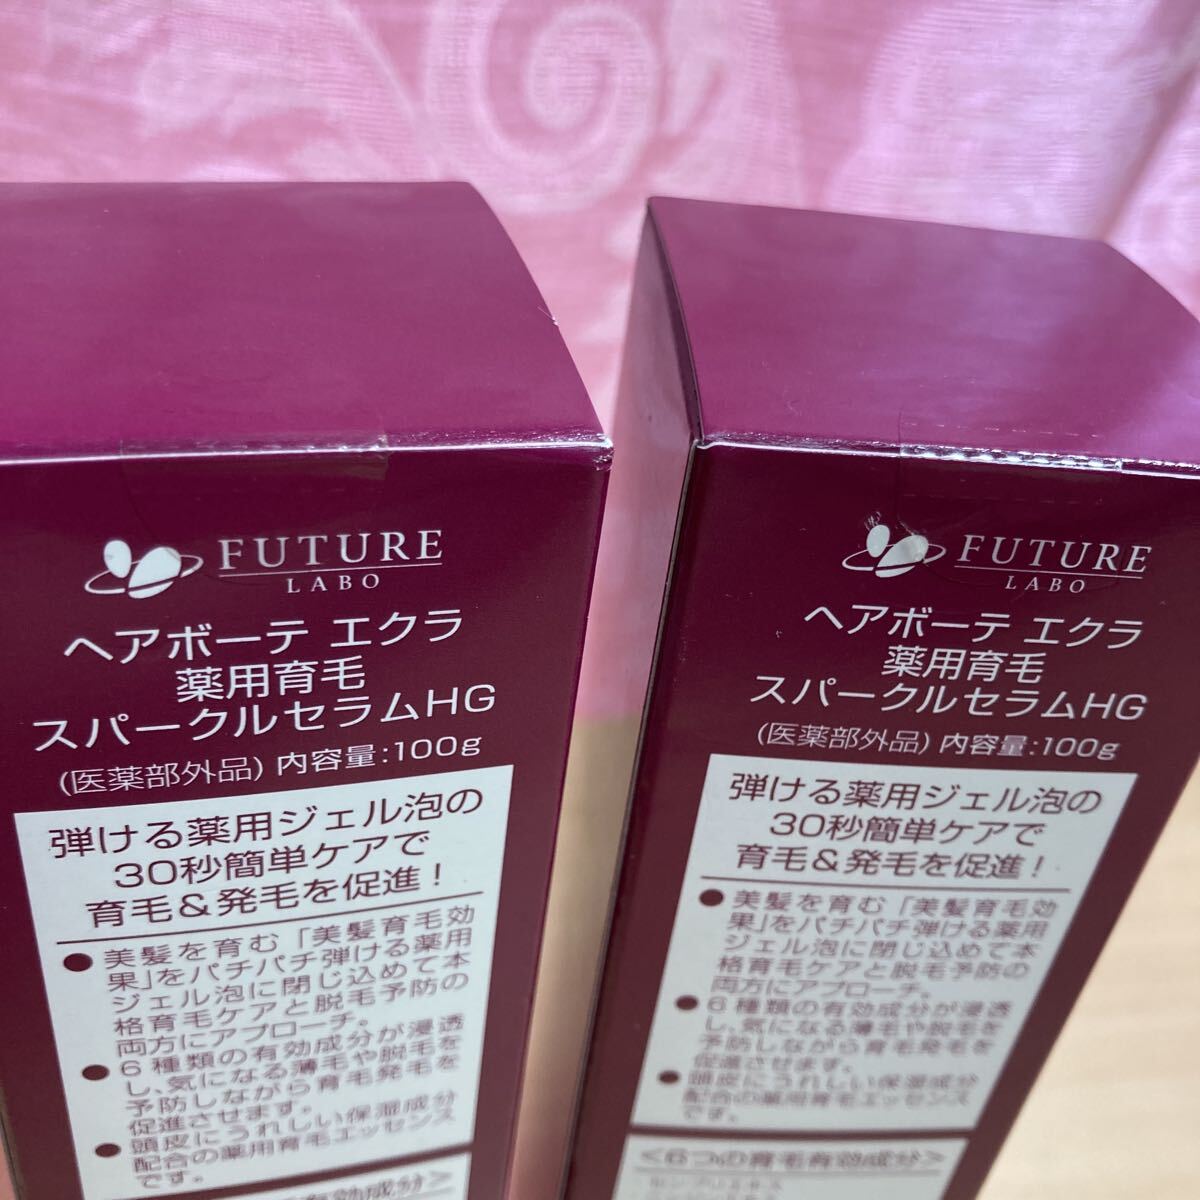 FUTURE
LABO
ヘアボーテ エクラ
薬用育毛
スパークルセラムHG
(医薬部外品) 内容量:100g
弾ける薬用ジェル泡の
30秒簡単ケアで
育毛&発毛を促進!
●美髪を育む「美髪育毛効
果」をパチパチ弾ける薬用
ジェル泡に閉じ込めて本
格育毛ケアと脱毛予防の
両方にアプローチ。
●6種類の有効成分が浸透
し、気になる薄毛や脱毛を
予防しながら育毛発毛を
促進させます。
●頭皮にうれしい保湿成分
配合の薬用育毛エッセンス
です。
有効成分>
FUTURE
LABO
ヘアボーテ エクラ
薬用育毛
スパークルセラムHG
(医薬部外品) 内容量:100g
弾ける薬用ジェル泡の
30秒簡単ケアで
育毛&発毛を促進!
●美髪を育む「美髪育毛効
果」をパチパチ弾ける薬用
ジェル泡に閉じ込めて本
格育毛ケアと脱毛予防の
両方にアプローチ。
●6種類の有効成分が浸透
し、気になる薄毛や脱毛を
予防しながら育毛発毛を
促進させます。
●頭皮にうれしい保湿成分
配合の薬用育毛エッセンス
です。
<6つの育毛有効成分>